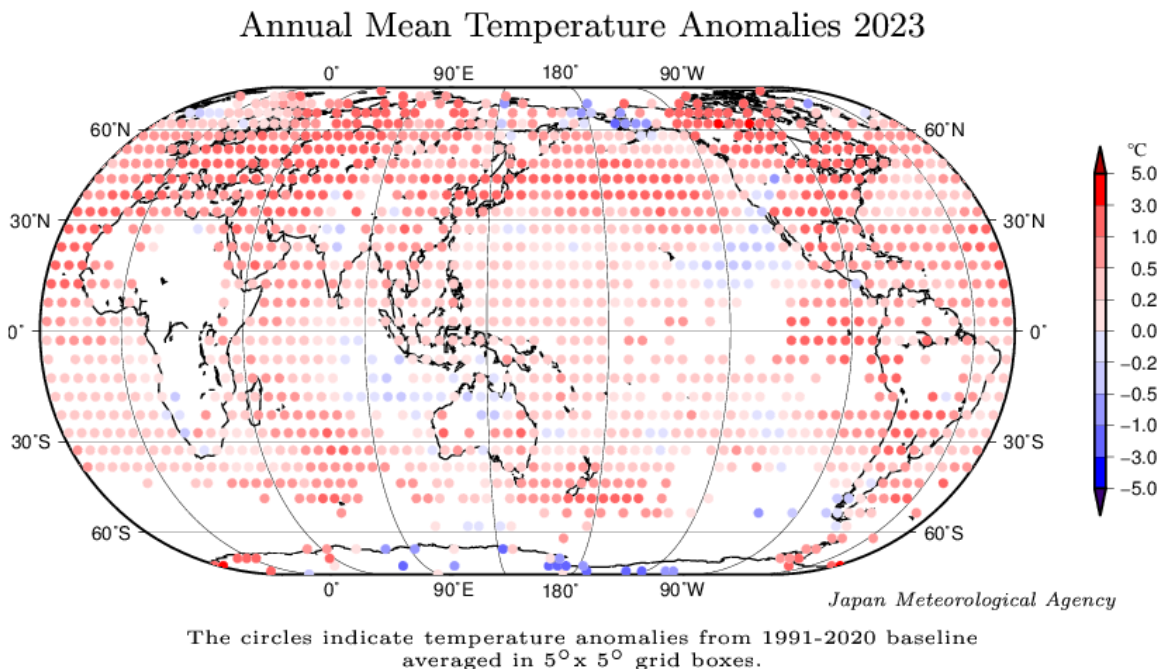 Annual Mean Temperature Anomalies 2023
0° 90°E 180° 90°W
60°N 60°N
30°N 30°N
0° 0°
30°S 30°S
60°S 60°S
0° 90°E 180° 90°W
°C
5.0
3.0
1.0
0.5
0.2
0.0
−0.2
−0.5
−1.0
−3.0
−5.0
Japan Meteorological Agency
The circles indicate temperature anomalies from 1991-2020 baseline
averaged in 5°x 5° grid boxes.